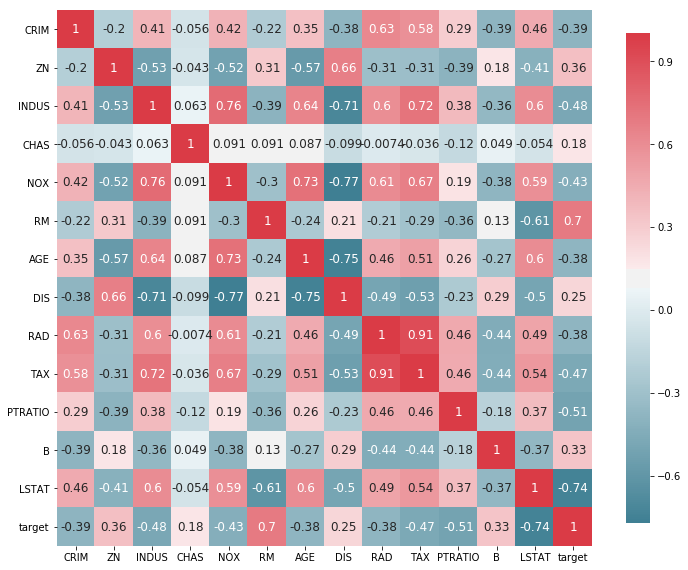 CRIM 1 -0.2 0.41 -0.056 0.42 -0.22 0.35 -0.38 0.63 0.58 0.29 -0.39 0.46 -0.39
ZN -0.2 1 -0.53 -0.043 -0.52 0.31 -0.57 0.66 -0.31 -0.31 -0.39 0.18 -0.41 0.36
INDUS 0.41 -0.53 1 0.063 0.76 -0.39 0.64 -0.71 0.6 0.72 0.38 -0.36 0.6 -0.48
CHAS -0.056 -0.043 0.063 1 0.091 0.091 0.087 -0.099 -0.0074 -0.036 -0.12 0.049 -0.054 0.18
NOX 0.42 -0.52 0.76 0.091 1 -0.3 0.73 -0.77 0.61 0.67 0.19 -0.38 0.59 -0.43
RM -0.22 0.31 -0.39 0.091 -0.3 1 -0.24 0.21 -0.21 -0.29 -0.36 0.13 -0.61 0.7
AGE 0.35 -0.57 0.64 0.087 0.73 -0.24 1 -0.75 0.46 0.51 0.26 -0.27 0.6 -0.38
DIS -0.38 0.66 -0.71 -0.099 -0.77 0.21 -0.75 1 -0.49 -0.53 -0.23 0.29 -0.5 0.25
RAD 0.63 -0.31 0.6 -0.0074 0.61 -0.21 0.46 -0.49 1 0.91 0.46 -0.44 0.49 -0.38
TAX 0.58 -0.31 0.72 -0.036 0.67 -0.29 0.51 -0.53 0.91 1 0.46 -0.44 0.54 -0.47
PTRATIO 0.29 -0.39 0.38 -0.12 0.19 -0.36 0.26 -0.23 0.46 0.46 1 -0.18 0.37 -0.51
B -0.39 0.18 -0.36 0.049 -0.38 0.13 -0.27 0.29 -0.44 -0.44 -0.18 1 -0.37 0.33
LSTAT 0.46 -0.41 0.6 -0.054 0.59 -0.61 0.6 -0.5 0.49 0.54 0.37 -0.37 1 -0.74
target -0.39 0.36 -0.48 0.18 -0.43 0.7 -0.38 0.25 -0.38 -0.47 -0.51 0.33 -0.74 1
CRIM ZN INDUS CHAS NOX RM AGE DIS RAD TAX PTRATIO B LSTAT target
0.9
0.6
0.3
0.0
-0.3
-0.6